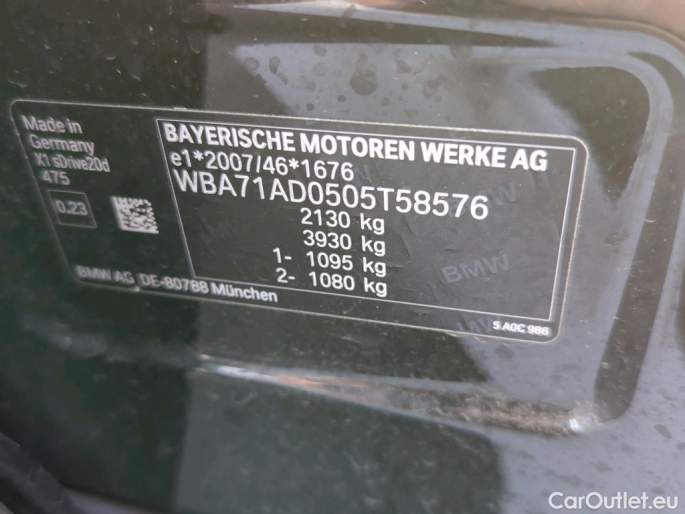 Made in
Germany
X1 sDrive20d
475
0.23
BAYERISCHE MOTOREN WERKE AG
e1*2007/46*1676
WBA71AD0505T58576
2130 kg
3930 kg
1- 1095 kg
2- 1080 kg
BMW
BMW AG DE-80788 München
5 A0C 986
CarOutlet.eu